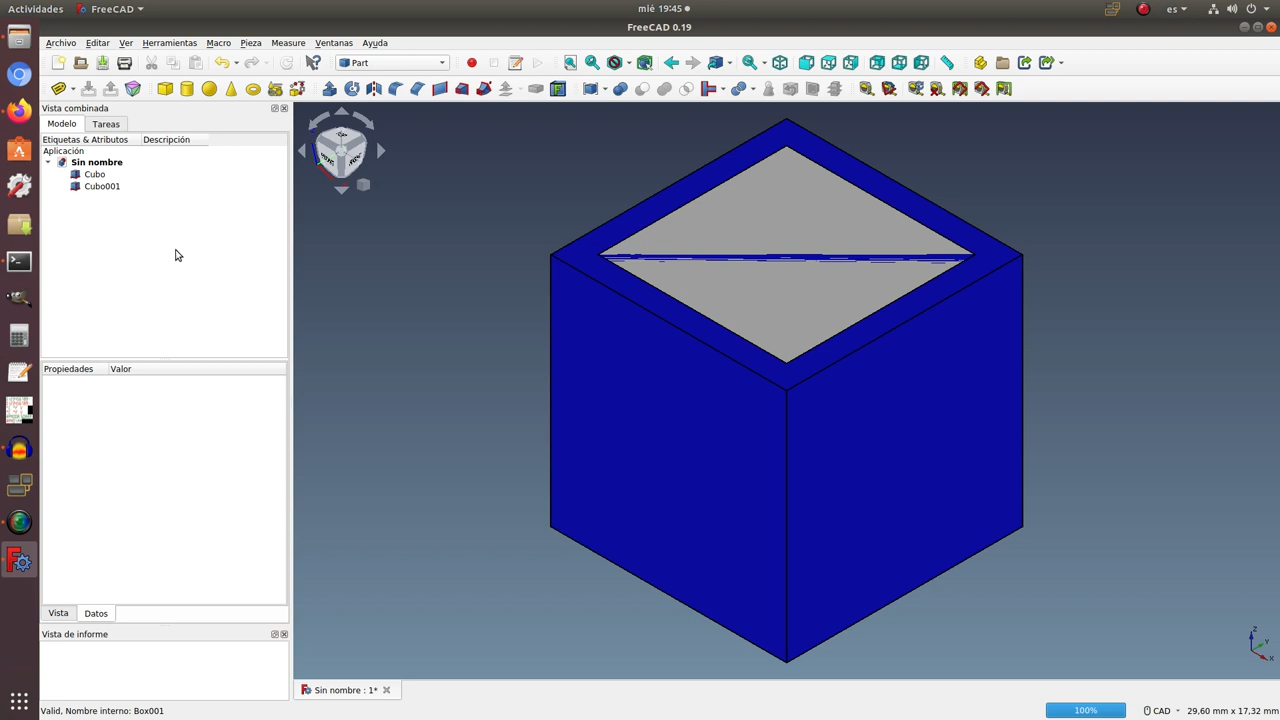 Actividades FreeCAD mié 19:45 es
FreeCAD 0.19
Archivo Editar Ver Herramientas Macro Pieza Measure Ventanas Ayuda
Part
Vista combinada
Modelo Tareas
Etiquetas & Atributos Descripción
Aplicación
Sin nombre
Cubo
Cubo001
Propiedades Valor
Vista Datos
Vista de informe
Z
Y
X
Sin nombre : 1*
Valid, Nombre interno: Box001 100% CAD 29,60 mm x 17,32 mm